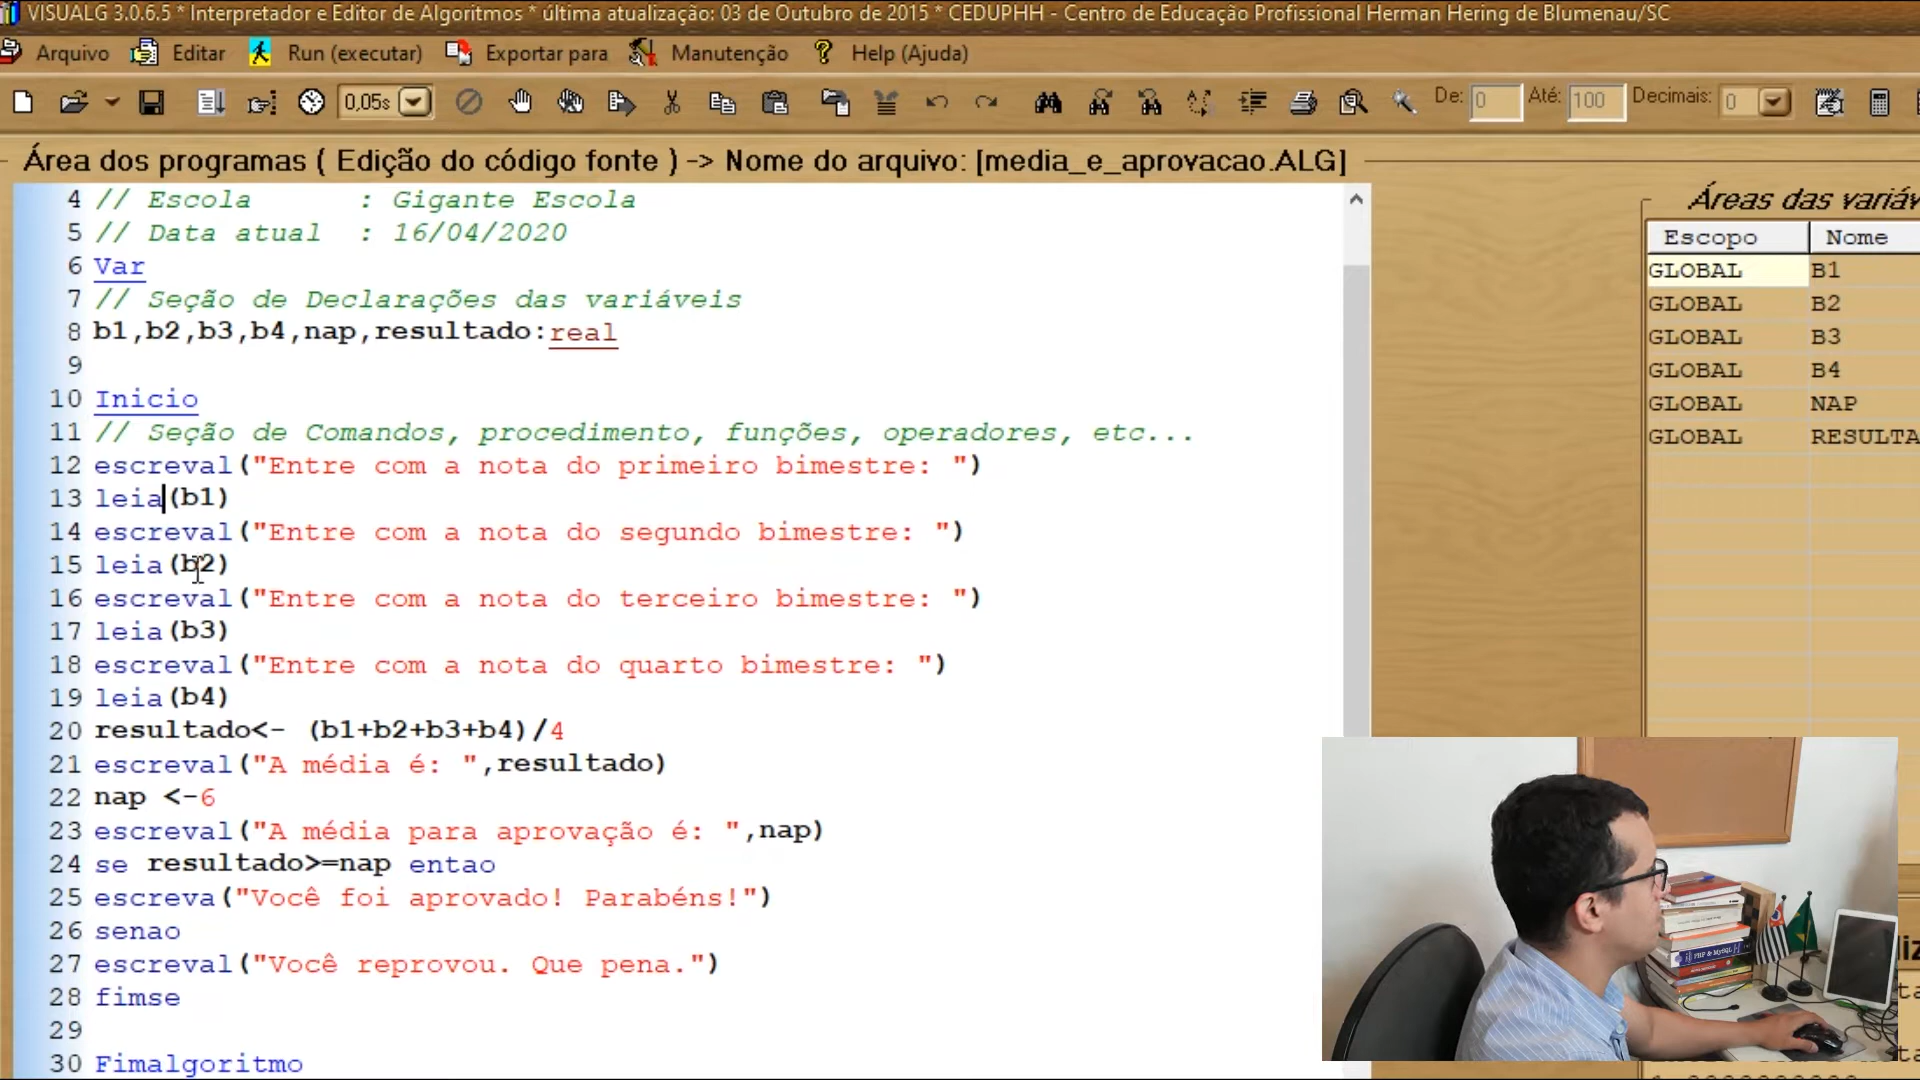 VISUALG 3.0.6.5 * Interpretador e Editor de Algoritmos * última atualização: 03 de Outubro de 2015 * CEDUPHH - Centro de Educação Profissional Herman Hering de Blumenau/SC
Arquivo Editar Run (executar) Exportar para Manutenção Help (Ajuda)
0,05s De: 0 Até: 100 Decimais: 0
Área dos programas ( Edição do código fonte ) -> Nome do arquivo: [media_e_aprovacao.ALG]
4 // Escola : Gigante Escola
5 // Data atual : 16/04/2020
6 Var
7 // Seção de Declarações das variáveis
8 b1,b2,b3,b4,nap,resultado:real
9
10 Inicio
11 // Seção de Comandos, procedimento, funções, operadores, etc...
12 escreval("Entre com a nota do primeiro bimestre: ")
13 leia(b1)
14 escreval("Entre com a nota do segundo bimestre: ")
15 leia(b2)
16 escreval("Entre com a nota do terceiro bimestre: ")
17 leia(b3)
18 escreval("Entre com a nota do quarto bimestre: ")
19 leia(b4)
20 resultado<- (b1+b2+b3+b4)/4
21 escreval("A média é: ",resultado)
22 nap <-6
23 escreval("A média para aprovação é: ",nap)
24 se resultado>=nap entao
25 escreva("Você foi aprovado! Parabéns!")
26 senao
27 escreval("Você reprovou. Que pena.")
28 fimse
29
30 Fimalgoritmo
Áreas das variáv
Escopo Nome
GLOBAL B1
GLOBAL B2
GLOBAL B3
GLOBAL B4
GLOBAL NAP
GLOBAL RESULTA
PHP & MySQL